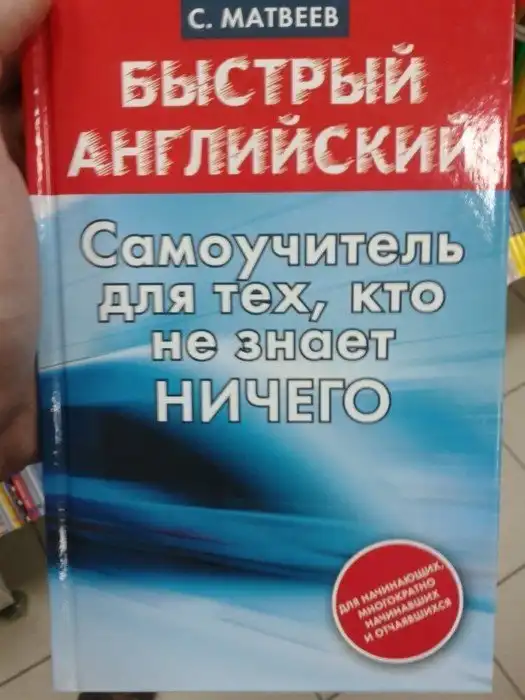 С. МАТВЕЕВ
БЫСТРЫЙ
АНГЛИЙСКИЙ
Самоучитель
для тех, кто
не знает
НИЧЕГО
ДЛЯ НАЧИНАЮЩИХ,
МНОГОКРАТНО
НАЧИНАВШИХ
И ОТЧАЯВШИХСЯ